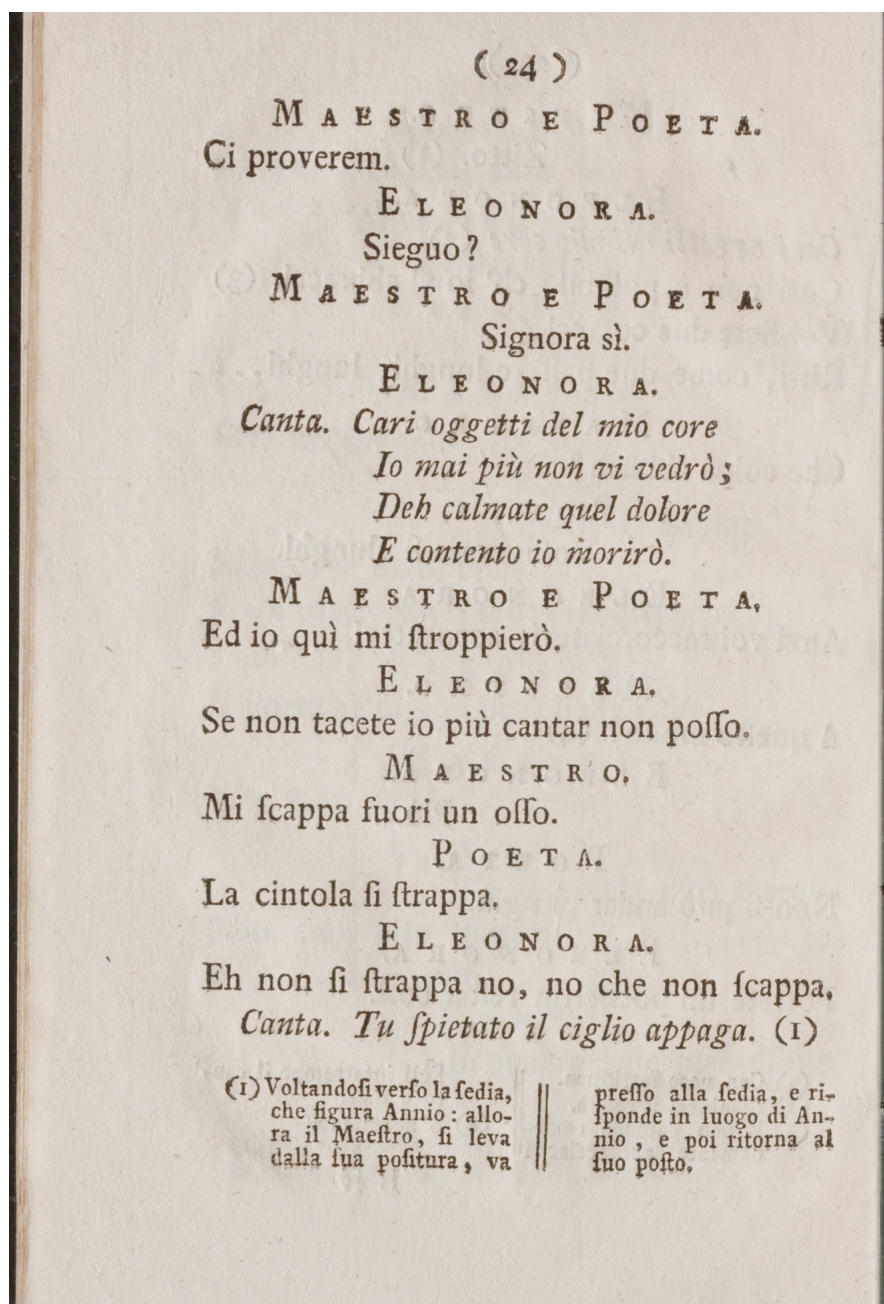 ( 24 )
MAESTRO E POETA.
Ci proverem.
ELEONORA.
Sieguo?
MAESTRO E POETA.
Signora sì.
ELEONORA.
Canta. Cari oggetti del mio core
Io mai più non vi vedrò;
Deh calmate quel dolore
E contento io morirò.
MAESTRO E POETA,
Ed io quì mi ſtroppierò.
ELEONORA.
Se non tacete io più cantar non poſſo.
MAESTRO,
Mi ſcappa fuori un oſſo.
POETA.
La cintola ſi ſtrappa.
ELEONORA.
Eh non ſi ſtrappa no, no che non ſcappa,
Canta. Tu ſpietato il ciglio appaga. (1)
(1) Voltandoſi verſo la ſedia,
che figura Annio: allo-
ra il Maeſtro, ſi leva
dalla ſua poſitura, va
preſſo alla ſedia, e ri-
ſponde in luogo di An-
nio, e poi ritorna al
ſuo poſto.